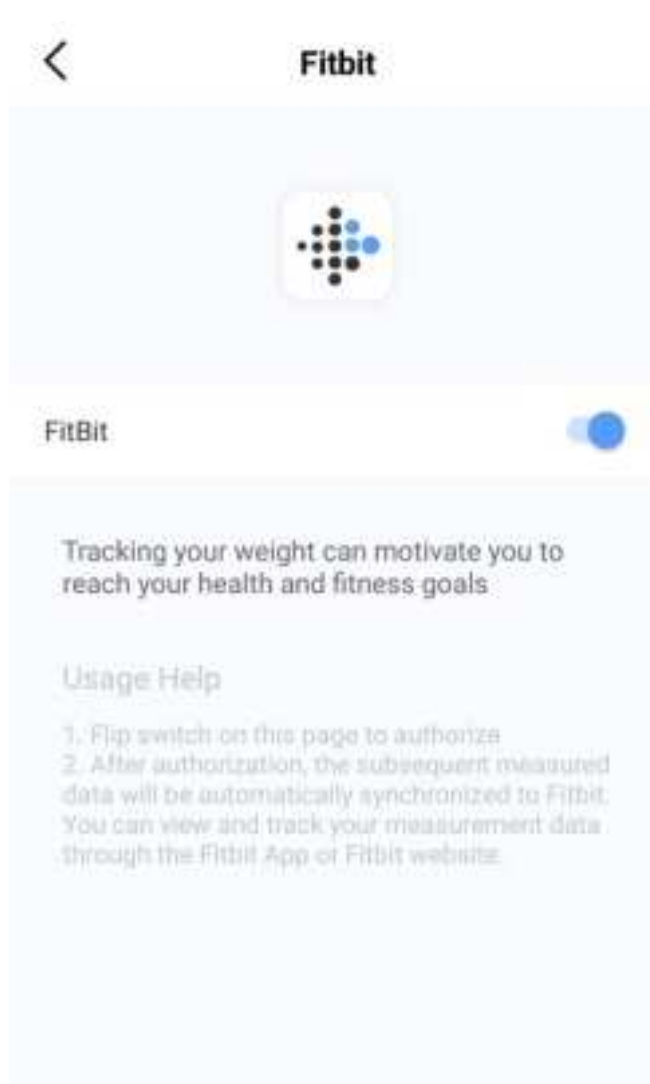 Fitbit
FitBit
Tracking your weight can motivate you to
reach your health and fitness goals
Usage Help
1. Flip switch on this page to authorize
2. After authorization, the subsequent measured
data will be automatically synchronized to Fitbit.
You can view and track your measurement data
through the Fitbit App or Fitbit website.